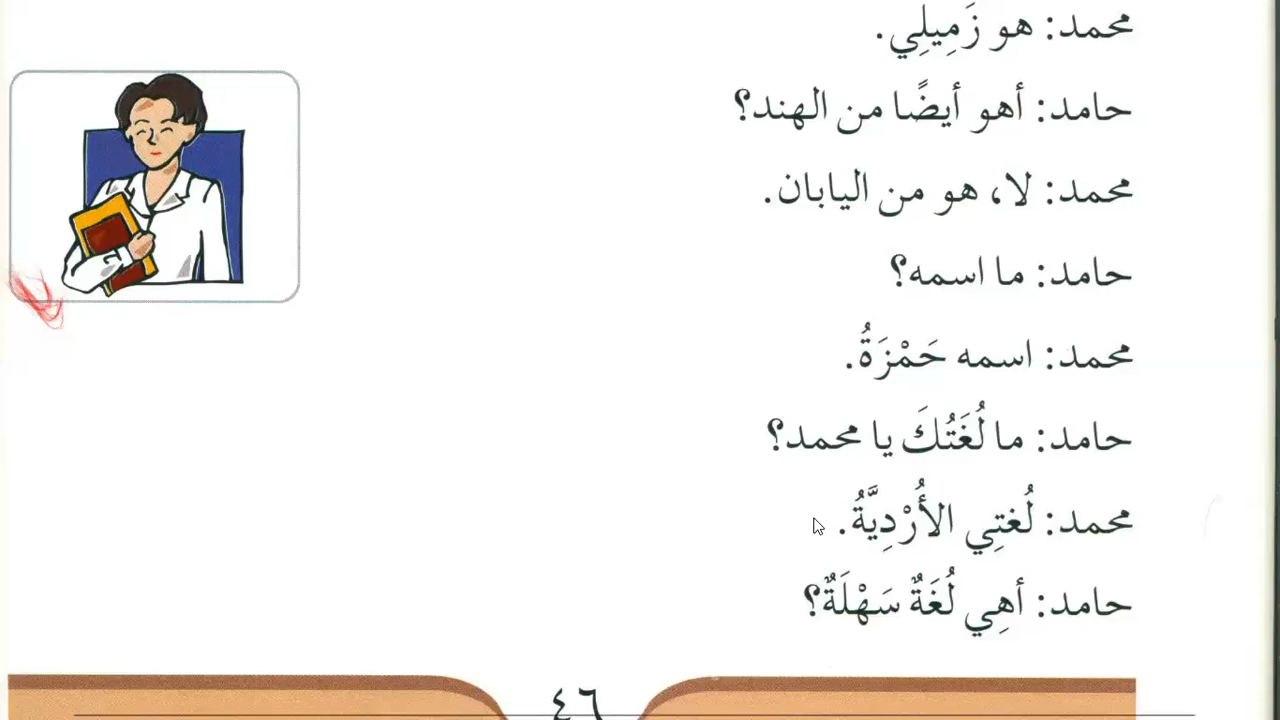 محمد: هو زَمِيلِي.
حامد: أهو أيضًا من الهند؟
محمد: لا، هو من اليابان.
حامد: ما اسمه؟
محمد: اسمه حَمْزَةُ.
حامد: ما لُغَتُكَ يا محمد؟
محمد: لُغتِي الأُرْدِيَّةُ.
حامد: أهِي لُغَةٌ سَهْلَةٌ؟
٤٦